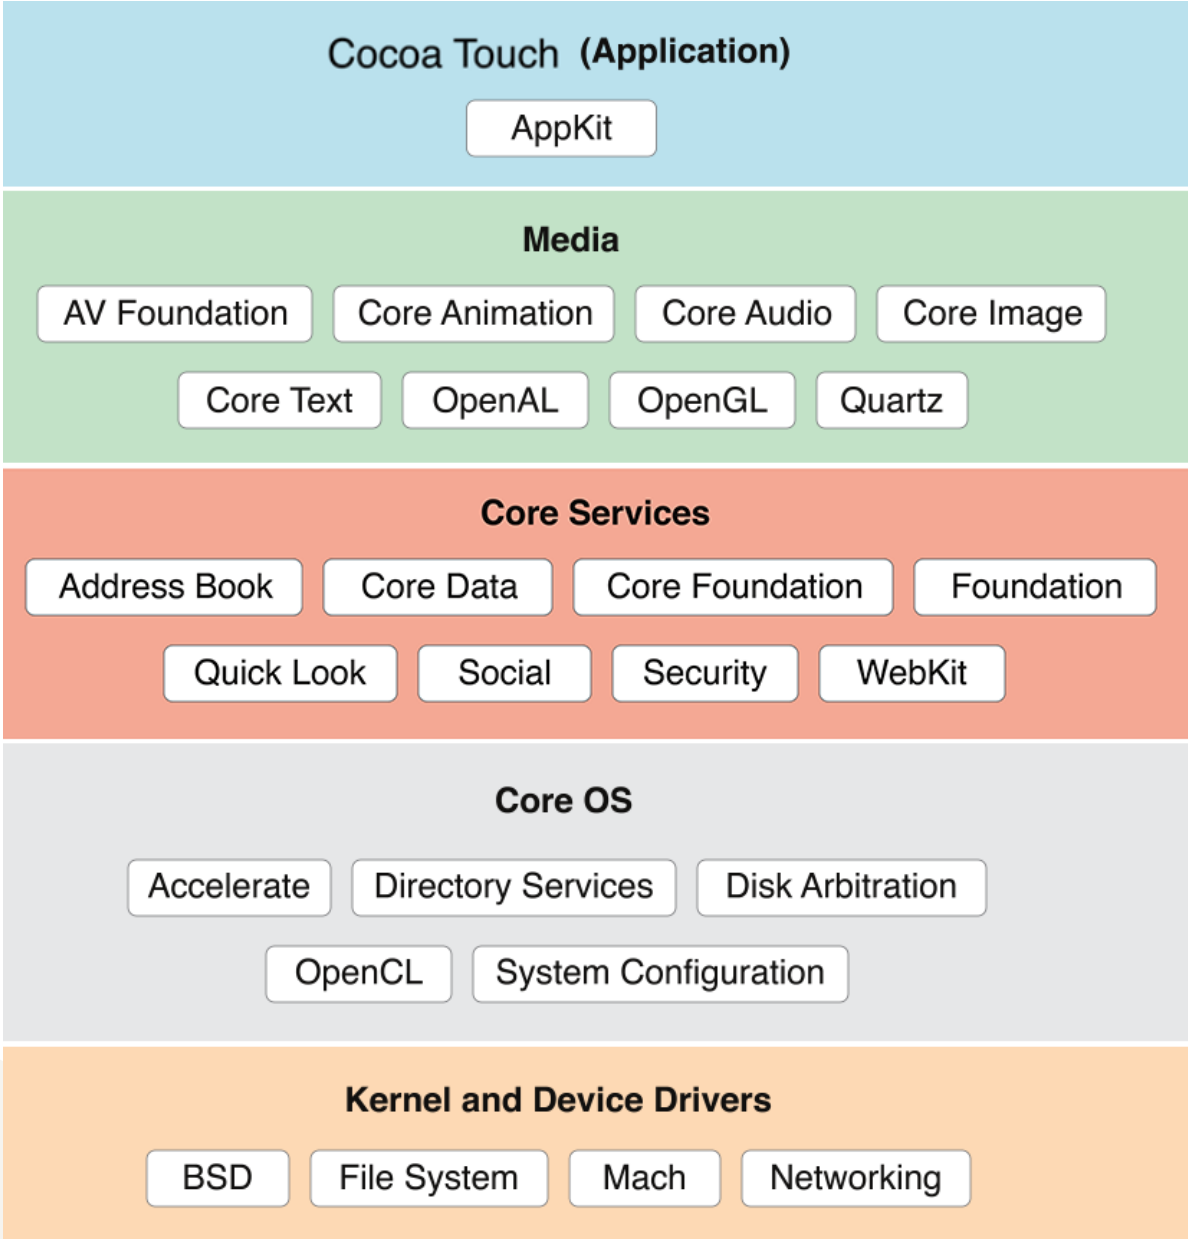 Cocoa Touch (Application)
AppKit
Media
AV Foundation Core Animation Core Audio Core Image
Core Text OpenAL OpenGL Quartz
Core Services
Address Book Core Data Core Foundation Foundation
Quick Look Social Security WebKit
Core OS
Accelerate Directory Services Disk Arbitration
OpenCL System Configuration
Kernel and Device Drivers
BSD File System Mach Networking